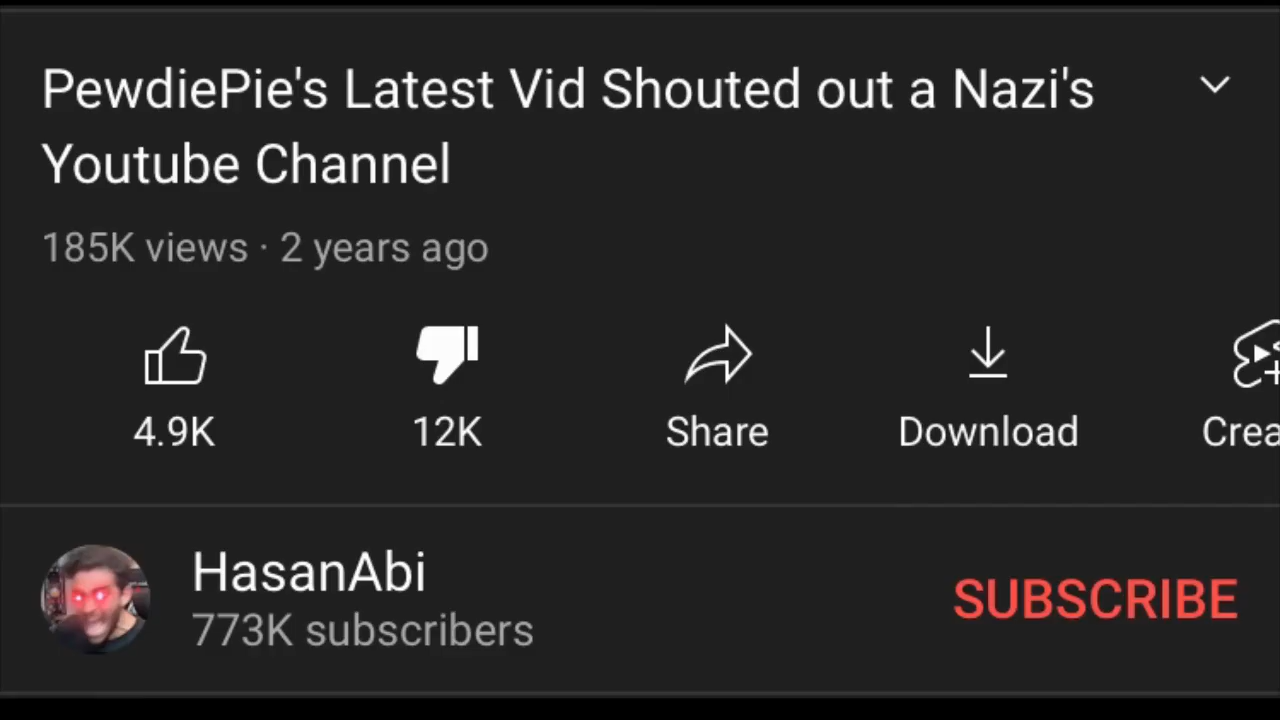 PewdiePie's Latest Vid Shouted out a Nazi's
Youtube Channel
185K views · 2 years ago
4.9K
12K
Share
Download
Crea
HasanAbi
773K subscribers
SUBSCRIBE